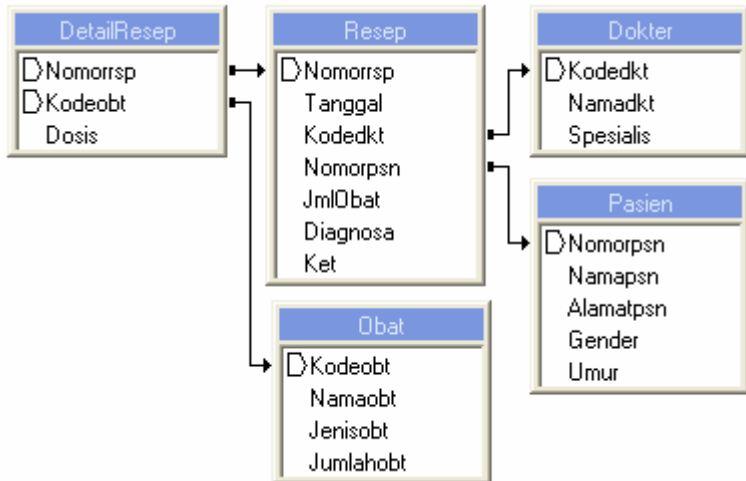 DetailResep
Nomorrsp
Kodeobt
Dosis
Resep
Nomorrsp
Tanggal
Kodedkt
Nomorpsn
JmlObat
Diagnosa
Ket
Dokter
Kodedkt
Namadkt
Spesialis
Pasien
Nomorpsn
Namapsn
Alamatpsn
Gender
Umur
Obat
Kodeobt
Namaobt
Jenisobt
Jumlahobt